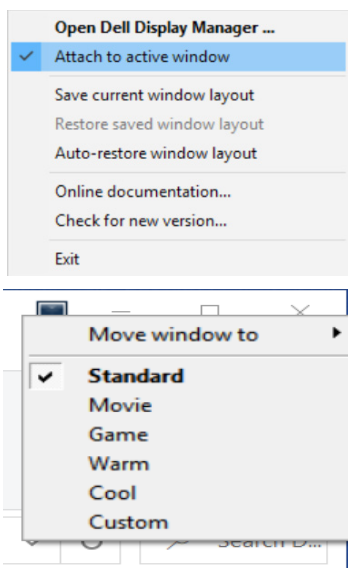 Open Dell Display Manager ...
Attach to active window
Save current window layout
Restore saved window layout
Auto-restore window layout
Online documentation...
Check for new version...
Exit
Move window to
Standard
Movie
Game
Warm
Cool
Custom
Search D...